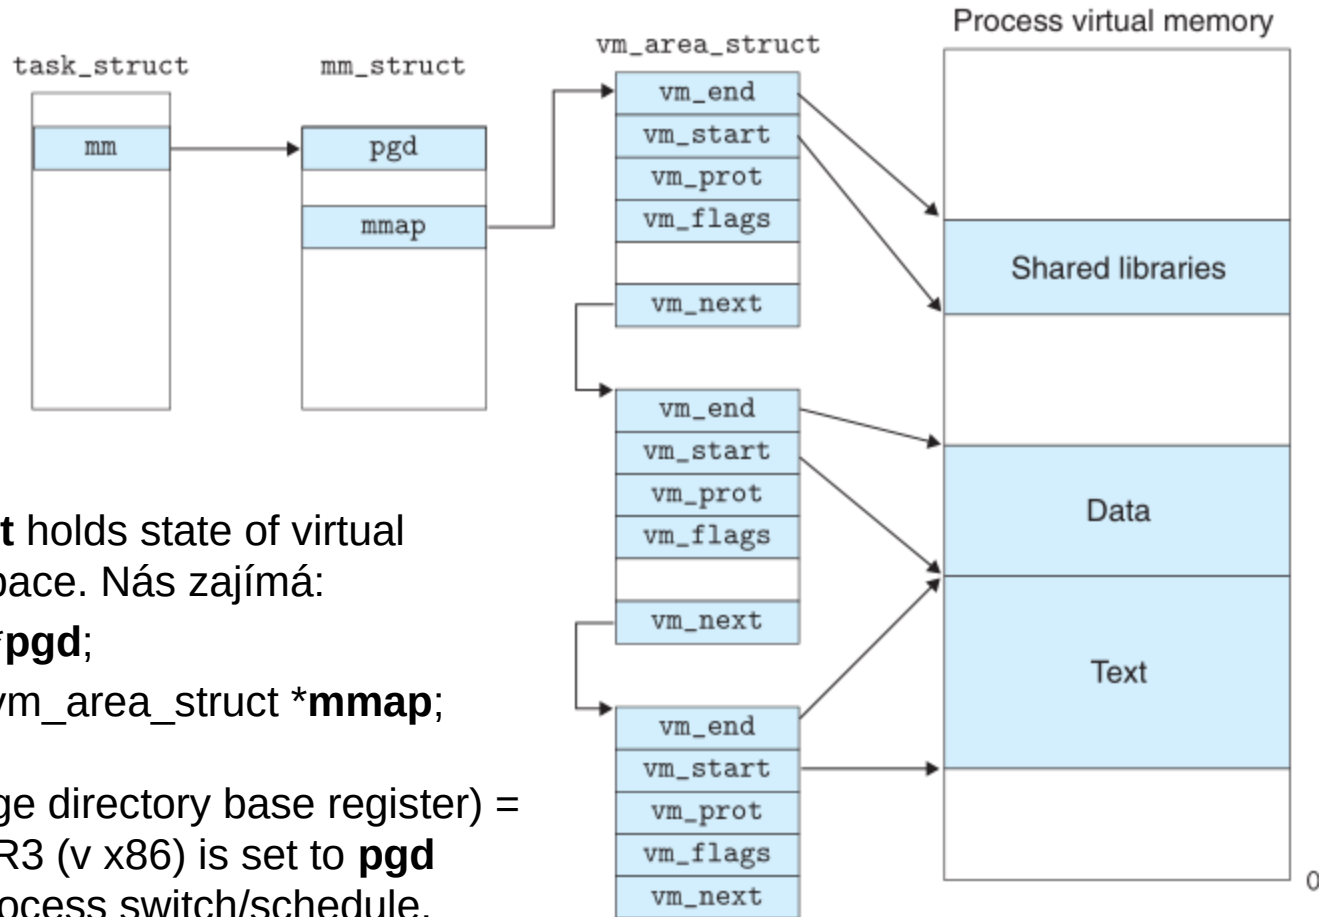 Process virtual memory
task_struct
mm_struct
vm_area_struct
mm
pgd
mmap
vm_end
vm_start
vm_prot
vm_flags
vm_next
vm_end
vm_start
vm_prot
vm_flags
vm_next
vm_end
vm_start
vm_prot
vm_flags
vm_next
Shared libraries
Data
Text
0
t holds state of virtual
pace. Nás zajímá:
*pgd;
vm_area_struct *mmap;
ge directory base register) =
R3 (v x86) is set to pgd
ocess switch/schedule.